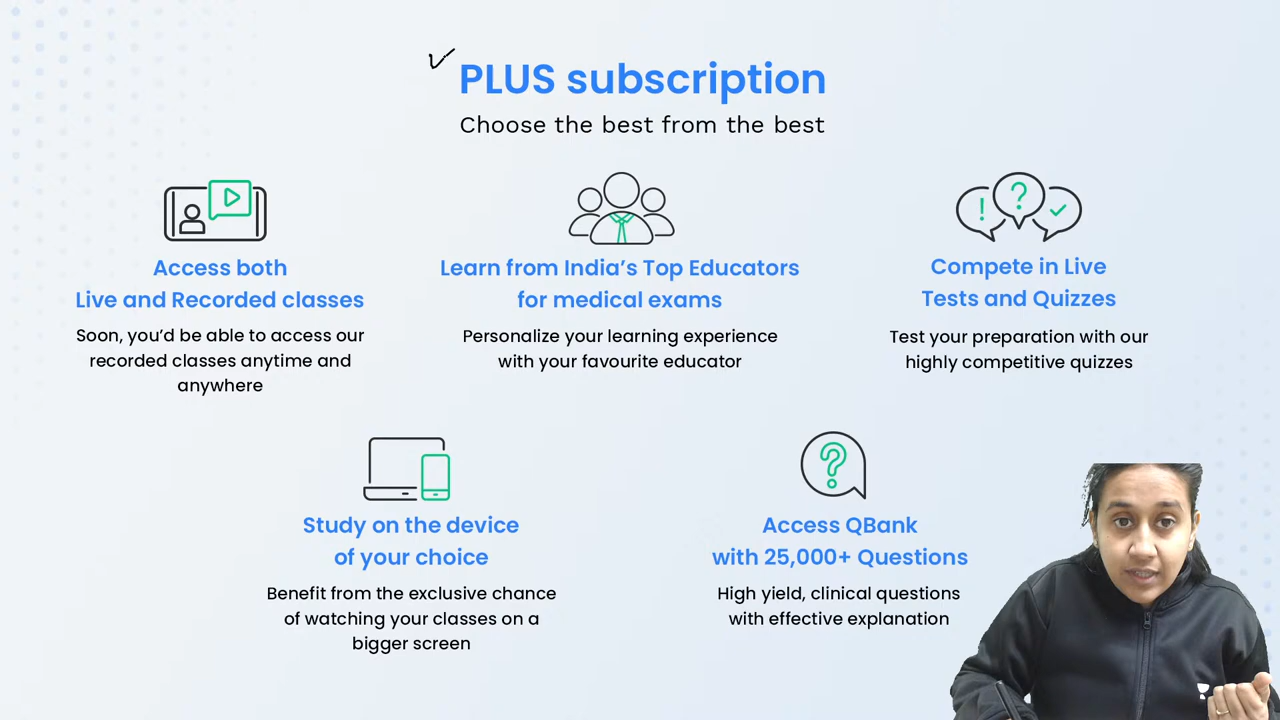 PLUS subscription
Choose the best from the best
Access both
Live and Recorded classes
Soon, you'd be able to access our
recorded classes anytime and
anywhere
Learn from India's Top Educators
for medical exams
Personalize your learning experience
with your favourite educator
Compete in Live
Tests and Quizzes
Test your preparation with our
highly competitive quizzes
Study on the device
of your choice
Benefit from the exclusive chance
of watching your classes on a
bigger screen
Access QBank
with 25,000+ Questions
High yield, clinical questions
with effective explanation